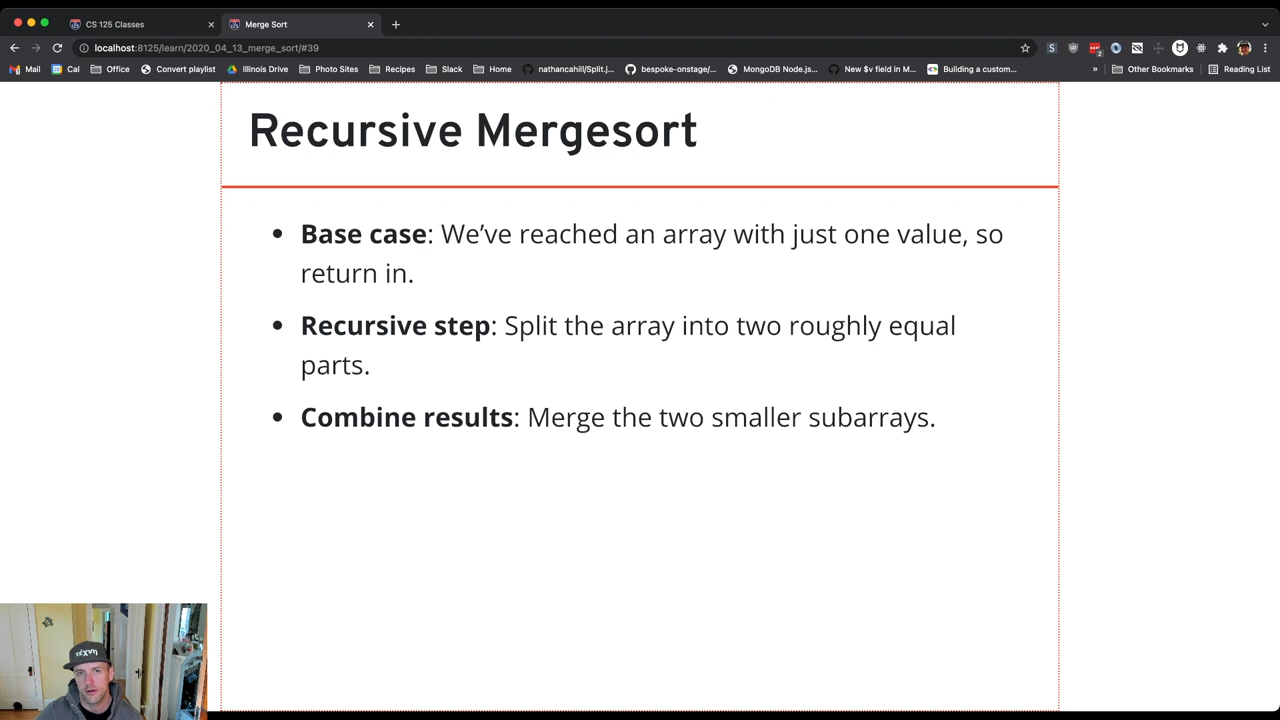 CS 125 Classes
Merge Sort
localhost:8125/learn/2020_04_13_merge_sort/#39
Mail Cal Office Convert playlist Illinois Drive Photo Sites Recipes Slack Home nathancahill/Split.j... bespoke-onstage/... MongoDB Node.js... New $v field in M... Building a custom... » Other Bookmarks Reading List
Recursive Mergesort
• Base case: We’ve reached an array with just one value, so
return in.
• Recursive step: Split the array into two roughly equal
parts.
• Combine results: Merge the two smaller subarrays.